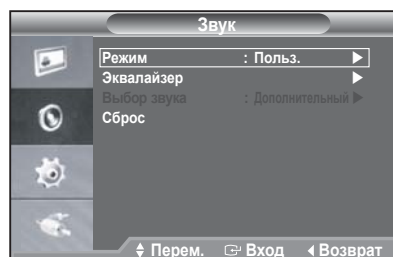 Звук
Режим : Польз.
Эквалайзер
Выбор звука : Дополнительный
Сброс
Перем. Вход Возврат